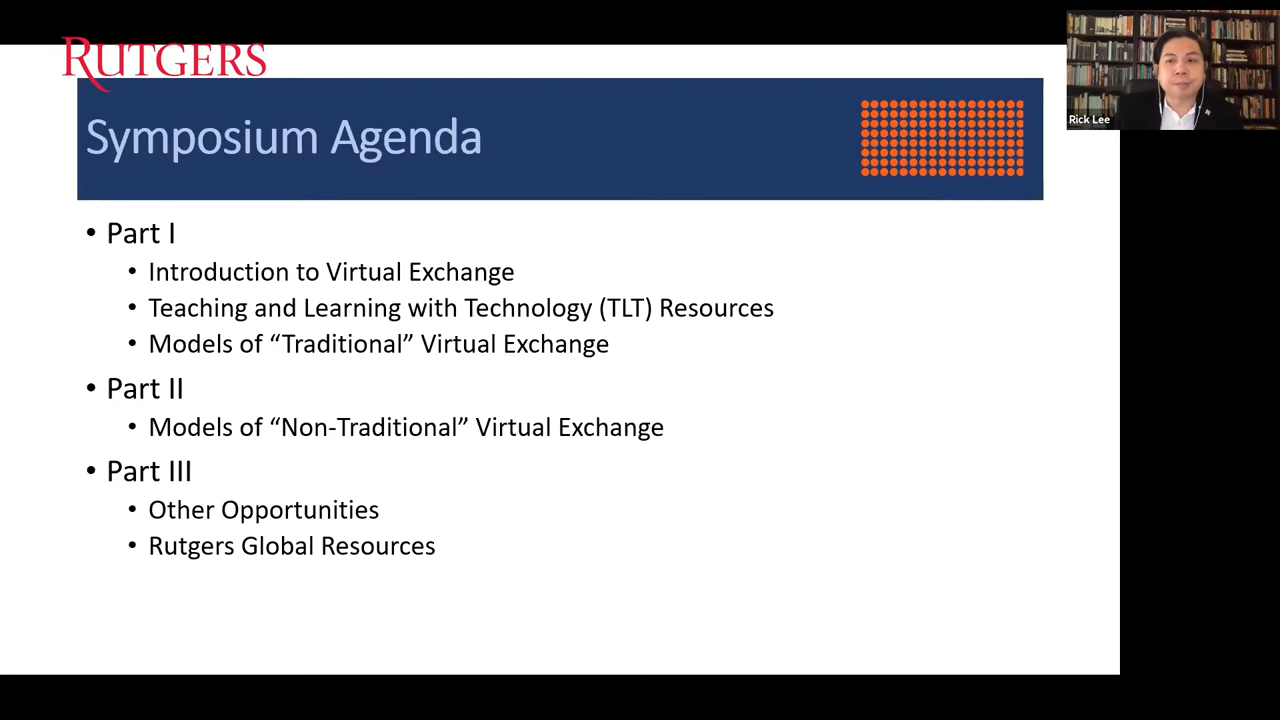 RUTGERS
Symposium Agenda
Rick Lee
• Part I
• Introduction to Virtual Exchange
• Teaching and Learning with Technology (TLT) Resources
• Models of “Traditional” Virtual Exchange
• Part II
• Models of “Non-Traditional” Virtual Exchange
• Part III
• Other Opportunities
• Rutgers Global Resources